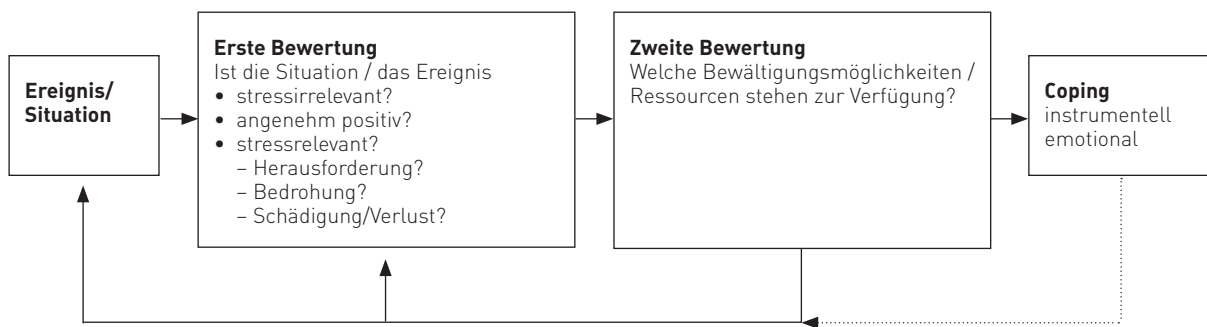 Ereignis/
Situation
Erste Bewertung
Ist die Situation / das Ereignis
• stressirrelevant?
• angenehm positiv?
• stressrelevant?
– Herausforderung?
– Bedrohung?
– Schädigung/Verlust?
Zweite Bewertung
Welche Bewältigungsmöglichkeiten /
Ressourcen stehen zur Verfügung?
Coping
instrumentell
emotional